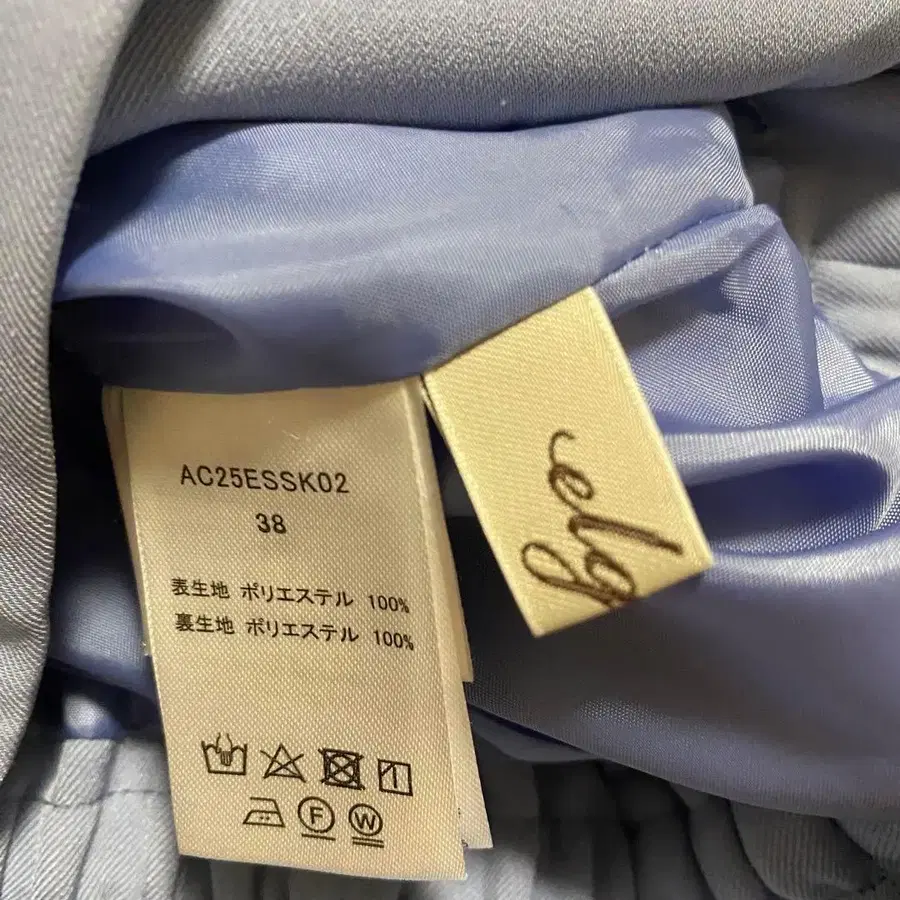 AC25ESSK02
38
表生地 ポリエステル 100%
裏生地 ポリエステル 100%
F W
elg